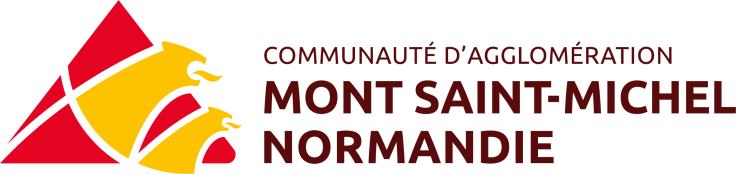 COMMUNAUTÉ D'AGGLOMÉRATION
MONT SAINT-MICHEL
NORMANDIE